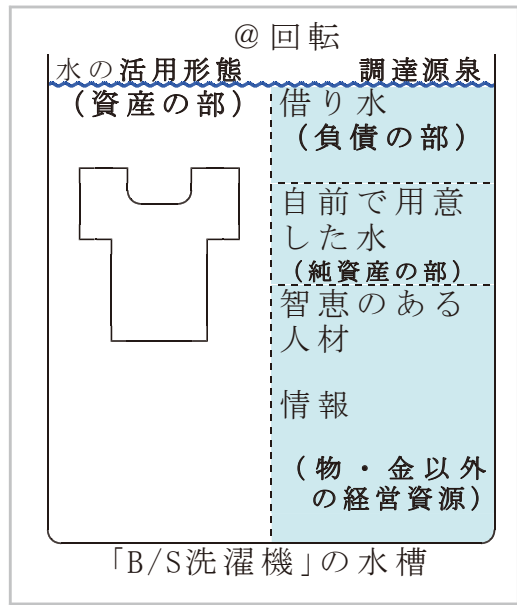 @回転
水の活用形態
(資産の部)
調達源泉
借り水
(負債の部)
自前で用意
した水
(純資産の部)
智恵のある
人材
情報
(物・金以外
の経営資源)
「B/S洗濯機」の水槽